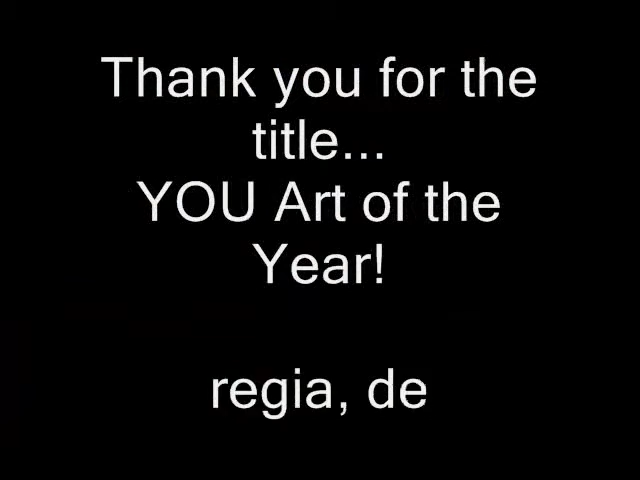 Thank you for the
title...
YOU Art of the
Year!
regia, de